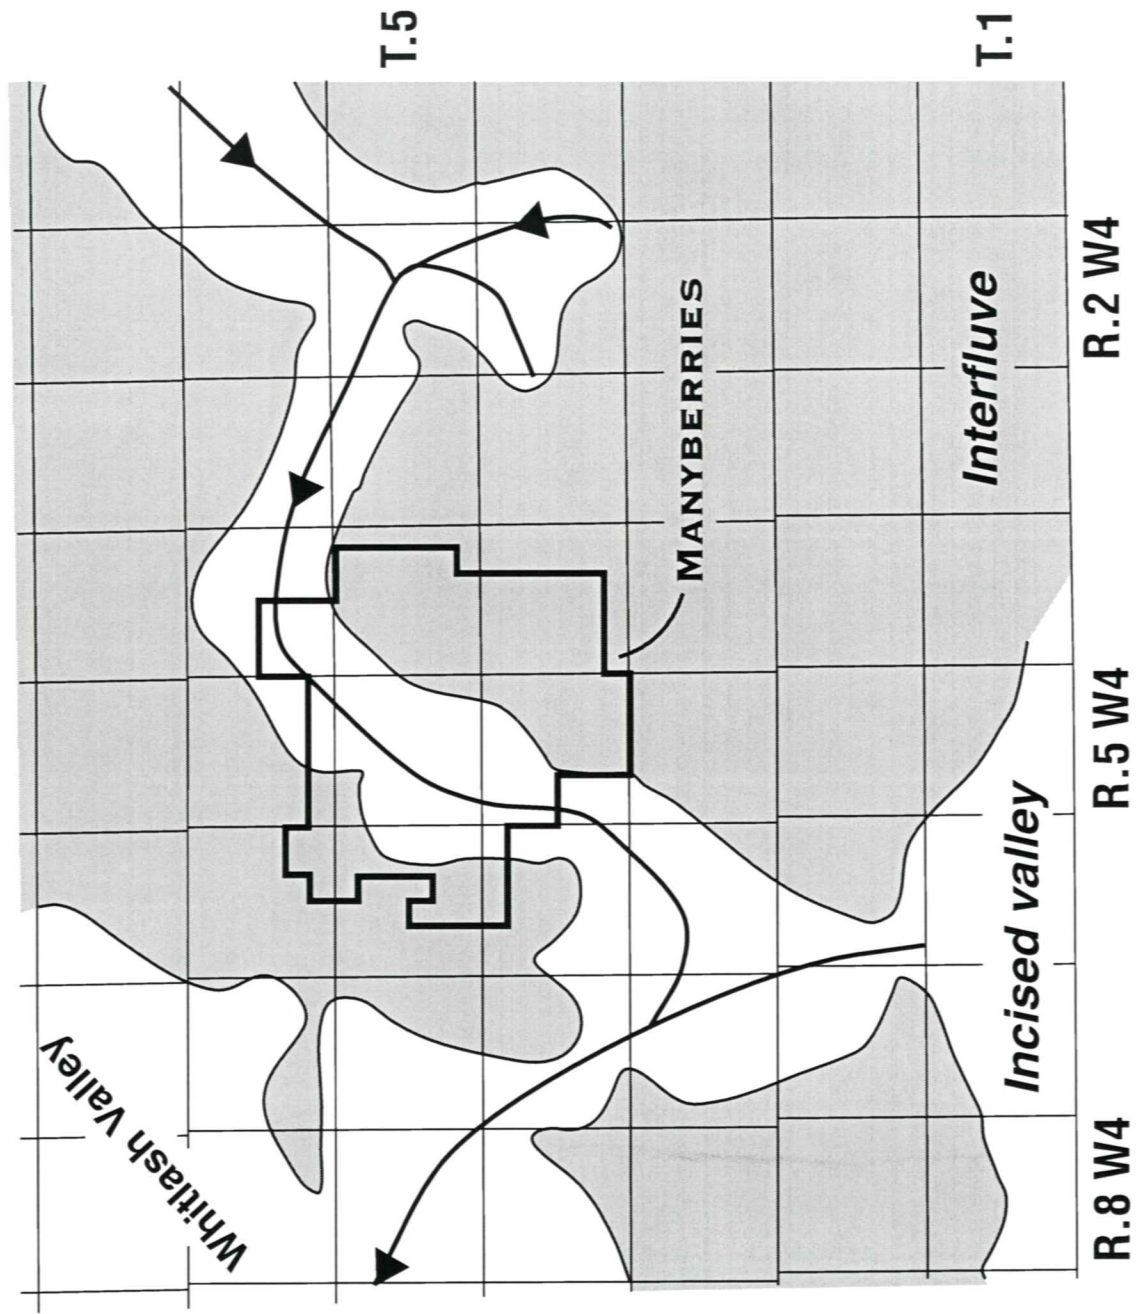 Whitlash Valley
T.5
T.1
MANYBERRIES
Interfluve
Incised valley
R.8 W4
R.5 W4
R.2 W4